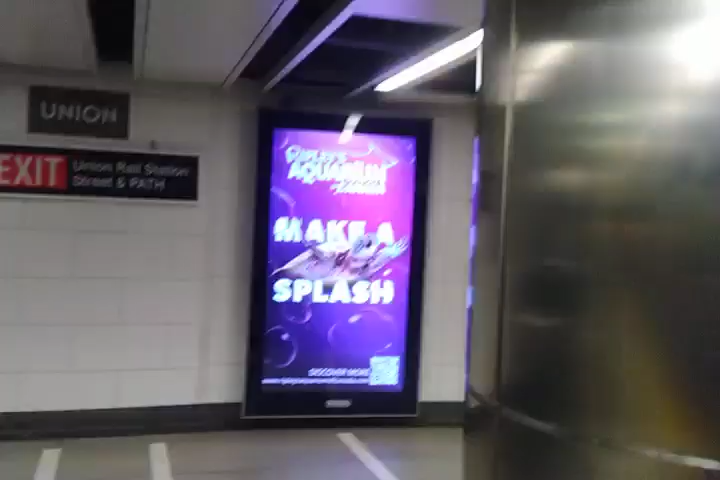 UNION
EXIT
Union Rail Station
Street & PATH
RIPLEY'S
AQUARIUM
MAKE A
SPLASH
DISCOVER MORE